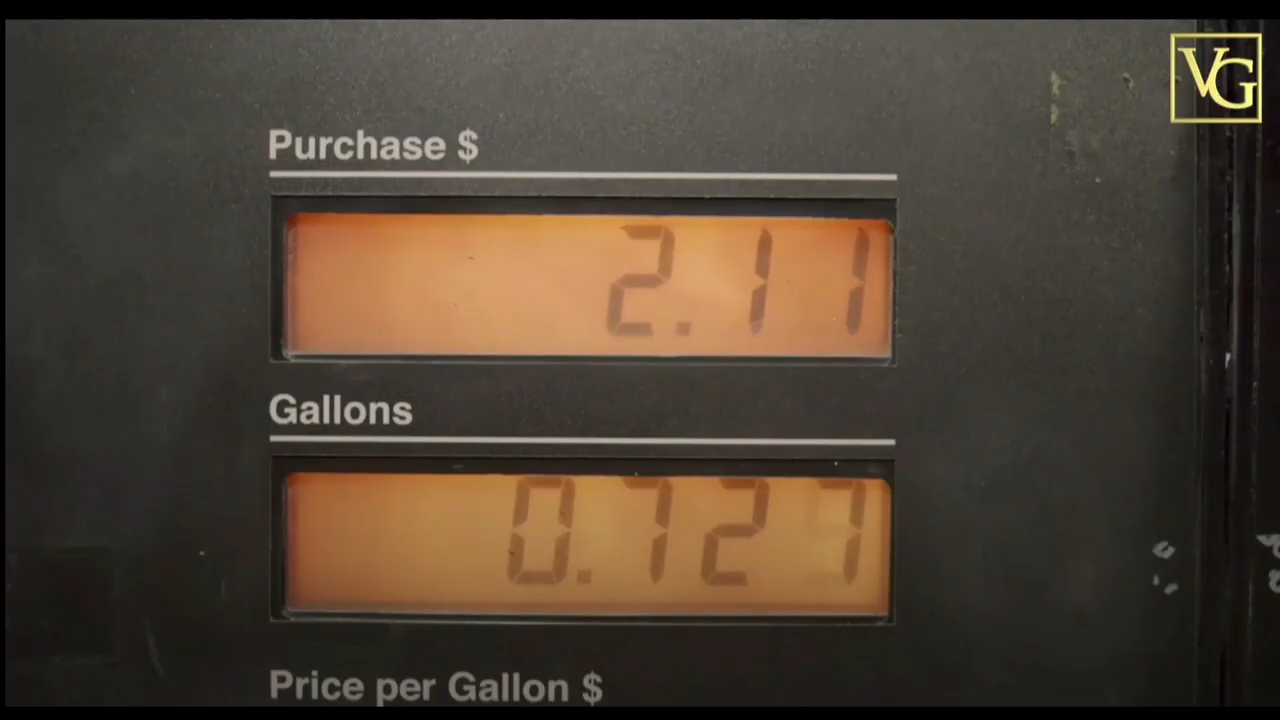 VG
Purchase $
2.11
Gallons
0.727
Price per Gallon $